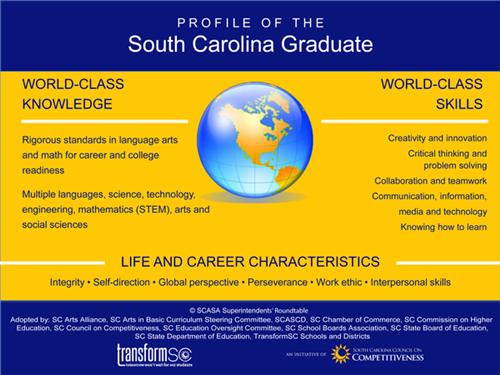 PROFILE OF THE
South Carolina Graduate
WORLD-CLASS
KNOWLEDGE
Rigorous standards in language arts
and math for career and college
readiness
Multiple languages, science, technology,
engineering, mathematics (STEM), arts and
social sciences
WORLD-CLASS
SKILLS
Creativity and innovation
Critical thinking and
problem solving
Collaboration and teamwork
Communication, information,
media and technology
Knowing how to learn
LIFE AND CAREER CHARACTERISTICS
Integrity • Self-direction • Global perspective • Perseverance • Work ethic • Interpersonal skills
© SCASA Superintendents' Roundtable
Adopted by: SC Arts Alliance, SC Arts in Basic Curriculum Steering Committee, SCASCD, SC Chamber of Commerce, SC Commission on Higher
Education, SC Council on Competitiveness, SC Education Oversight Committee, SC School Boards Association, SC State Board of Education,
SC State Department of Education, TransformSC Schools and Districts
transformSC
tomorrow won't wait for our students
AN INITIATIVE OF
SOUTH CAROLINA COUNCIL ON
COMPETITIVENESS